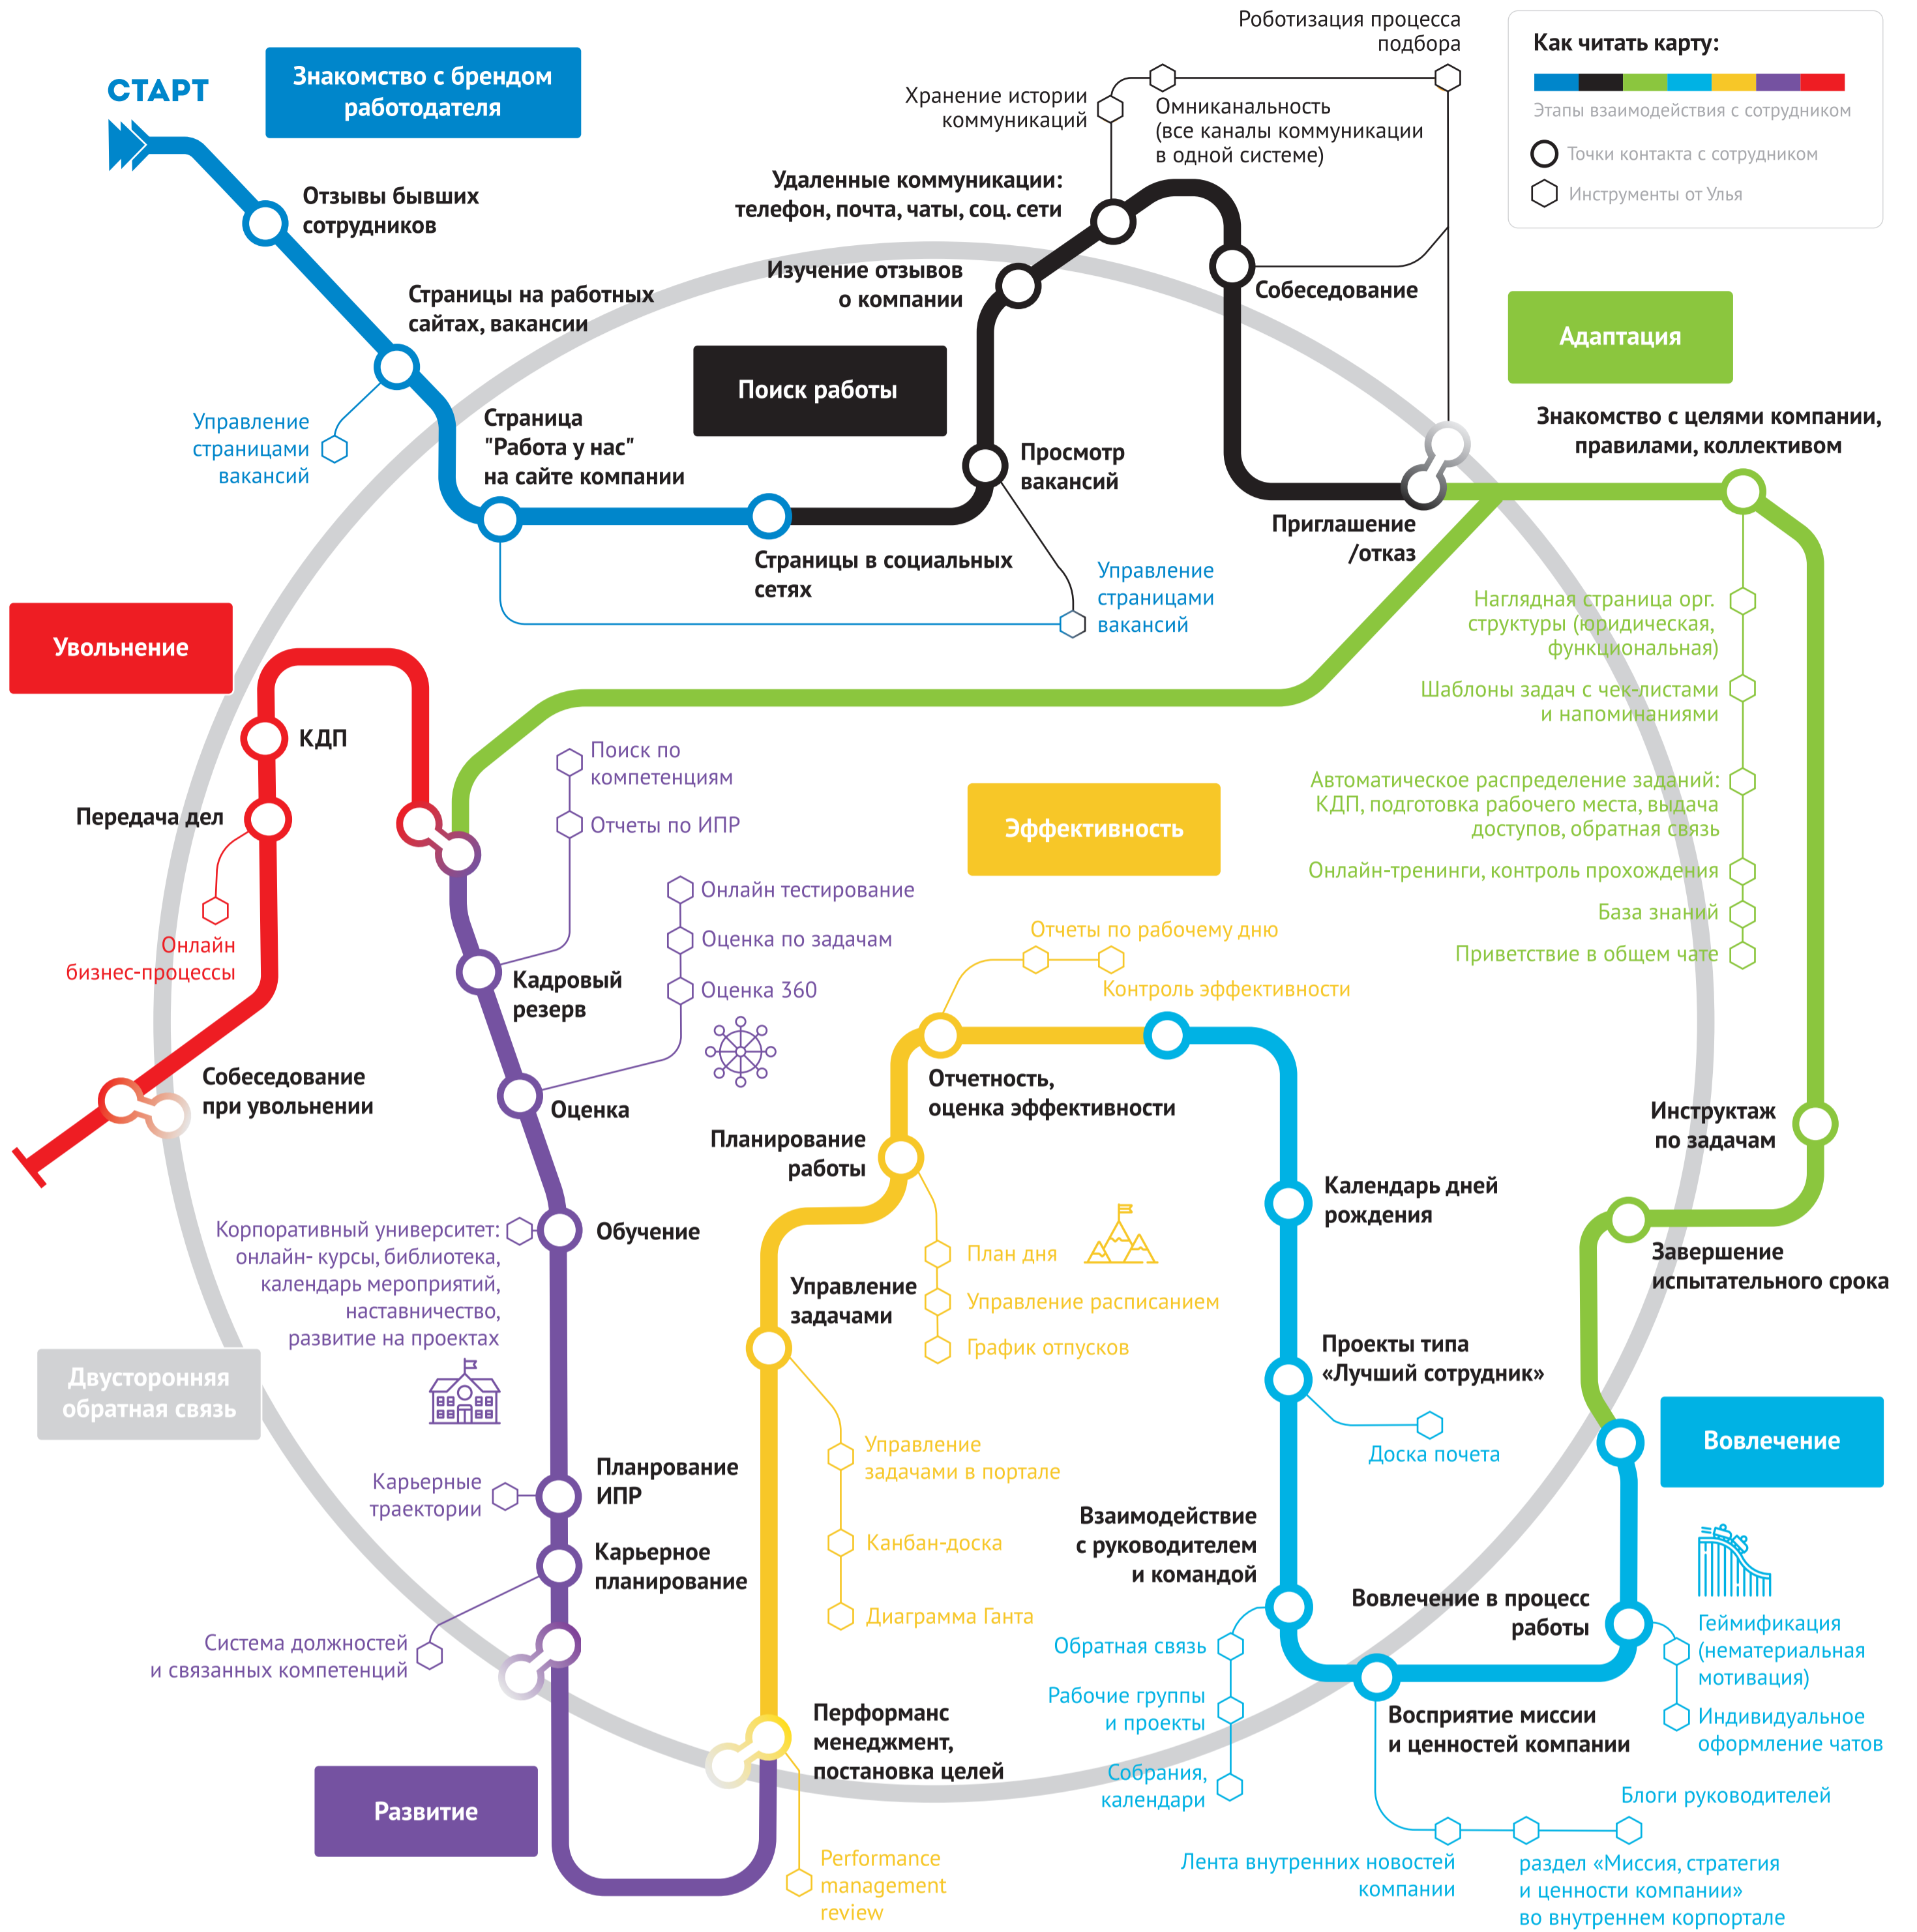 СТАРТ
Знакомство с брендом
работодателя
Отзывы бывших
сотрудников
Страницы на работных
сайтах, вакансии
Управление
страницами
вакансий
Страница
"Работа у нас"
на сайте компании
Страницы в социальных
сетях
Поиск работы
Просмотр
вакансий
Управление
страницами
вакансий
Изучение отзывов
о компании
Удаленные коммуникации:
телефон, почта, чаты, соц. сети
Хранение истории
коммуникаций
Омниканальность
(все каналы коммуникации
в одной системе)
Роботизация процесса
подбора
Собеседование
Приглашение
/отказ
Как читать карту:
Этапы взаимодействия с сотрудником
Точки контакта с сотрудником
Инструменты от Улья
Адаптация
Знакомство с целями компании,
правилами, коллективом
Наглядная страница орг.
структуры (юридическая,
функциональная)
Шаблоны задач с чек-листами
и напоминаниями
Автоматическое распределение заданий:
КДП, подготовка рабочего места, выдача
доступов, обратная связь
Онлайн-тренинги, контроль прохождения
База знаний
Приветствие в общем чате
Инструктаж
по задачам
Завершение
испытательного срока
Вовлечение
Вовлечение в процесс
работы
Геймификация
(нематериальная
мотивация)
Индивидуальное
оформление чатов
Восприятие миссии
и ценностей компании
Блоги руководителей
Лента внутренних новостей
компании
раздел «Миссия, стратегия
и ценности компании»
во внутреннем корпортале
Взаимодействие
с руководителем
и командой
Обратная связь
Рабочие группы
и проекты
Собрания,
календари
Проекты типа
«Лучший сотрудник»
Доска почета
Календарь дней
рождения
Эффективность
Отчеты по рабочему дню
Контроль эффективности
Отчетность,
оценка эффективности
Планирование
работы
План дня
Управление расписанием
График отпусков
Управление
задачами
Управление
задачами в портале
Канбан-доска
Диаграмма Ганта
Перформанс
менеджмент,
постановка целей
Performance
management
review
Развитие
Карьерное
планирование
Система должностей
и связанных компетенций
Планрование
ИПР
Карьерные
траектории
Обучение
Корпоративный университет:
онлайн- курсы, библиотека,
календарь мероприятий,
наставничество,
развитие на проектах
Оценка
Онлайн тестирование
Оценка по задачам
Оценка 360
Кадровый
резерв
Поиск по
компетенциям
Отчеты по ИПР
Увольнение
КДП
Передача дел
Онлайн
бизнес-процессы
Собеседование
при увольнении
Двусторонняя
обратная связь